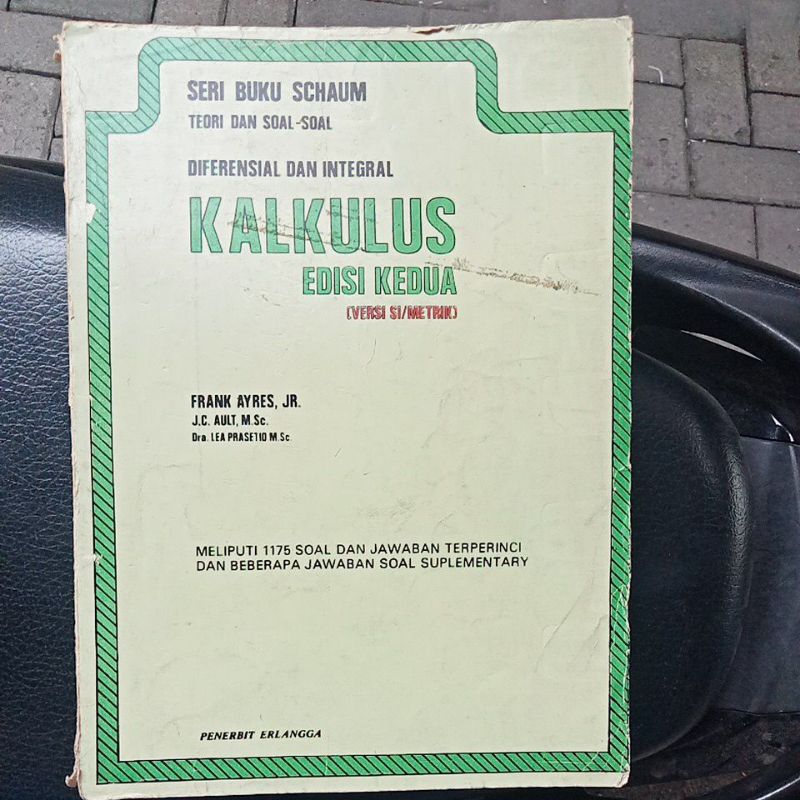 SERI BUKU SCHAUM
TEORI DAN SOAL-SOAL
DIFERENSIAL DAN INTEGRAL
KALKULUS
EDISI KEDUA
(VERSI SI/METRIK)
FRANK AYRES, JR.
J.C. AULT, M.Sc.
Dra. LEA PRASETIO M.Sc.
MELIPUTI 1175 SOAL DAN JAWABAN TERPERINCI
DAN BEBERAPA JAWABAN SOAL SUPLEMENTARY
PENERBIT ERLANGGA